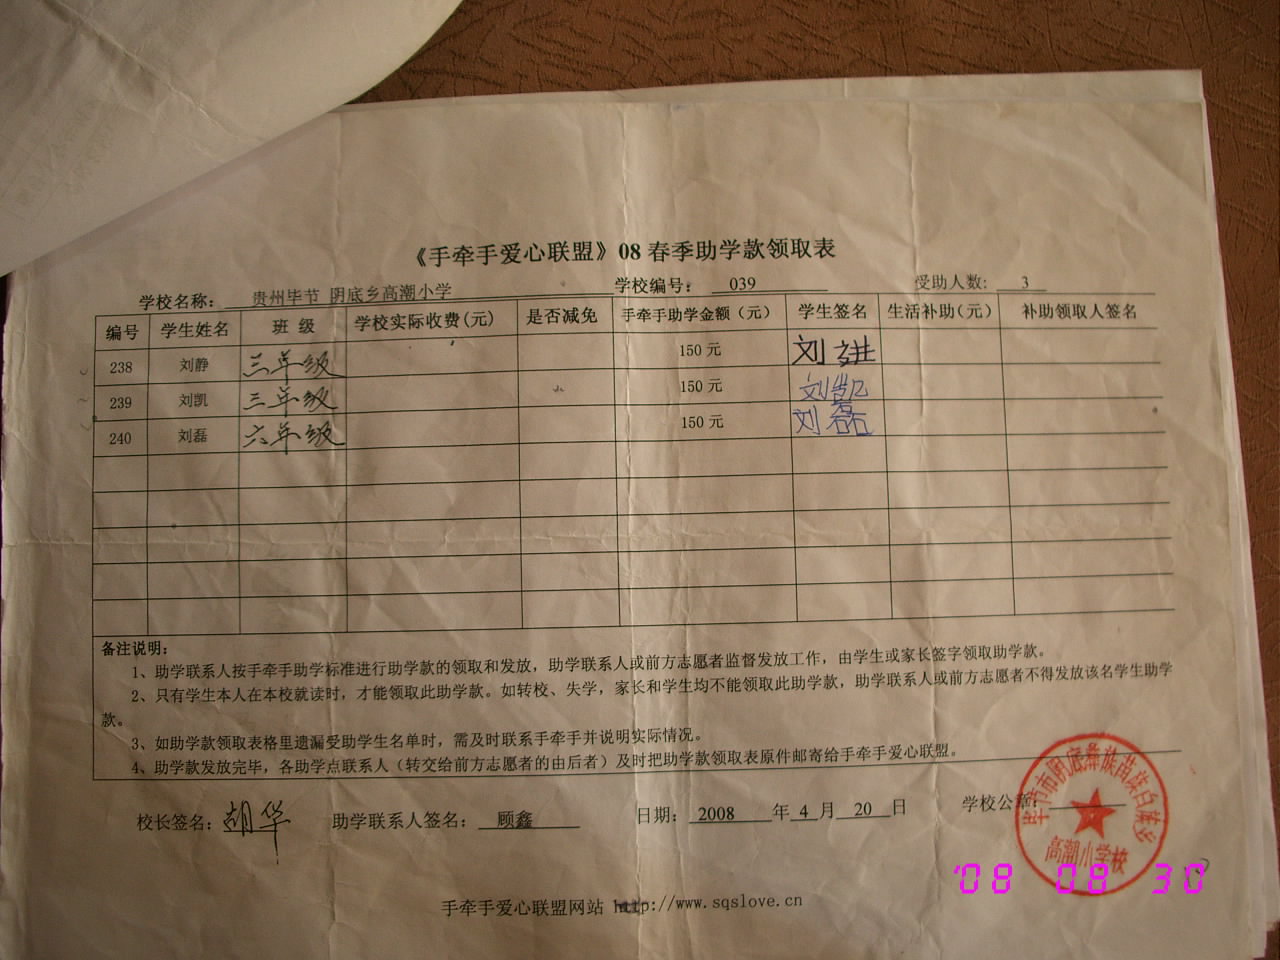 《手牵手爱心联盟》08 春季助学款领取表
学校名称： 贵州毕节 阴底乡高潮小学 学校编号： 039 受助人数： 3
编号 学生姓名 班 级 学校实际收费(元) 是否减免 手牵手助学金额（元） 学生签名 生活补助(元) 补助领取人签名
238 刘静 三年级 150 元 刘
239 刘凯 三年级 150 元 刘凯
240 刘磊 六年级 150 元 刘磊
备注说明：
1、助学联系人按手牵手助学标准进行助学款的领取和发放，助学联系人或前方志愿者监督发放工作，由学生或家长签字领取助学款。
2、只有学生本人在本校就读时，才能领取此助学款。如转校、失学，家长和学生均不能领取此助学款，助学联系人或前方志愿者不得发放该名学生助学
款。
3、如助学款领取表格里遗漏受助学生名单时，需及时联系手牵手并说明实际情况。
4、助学款发放完毕，各助学点联系人（转交给前方志愿者的由后者）及时把助学款领取表原件邮寄给手牵手爱心联盟。
校长签名： 胡华 助学联系人签名： 顾鑫 日期： 2008 年 4 月 20 日 学校公章：
毕节市阴底彝族苗族白族乡
高潮小学校
'08 08 30
手牵手爱心联盟网站 http://www.sqslove.cn